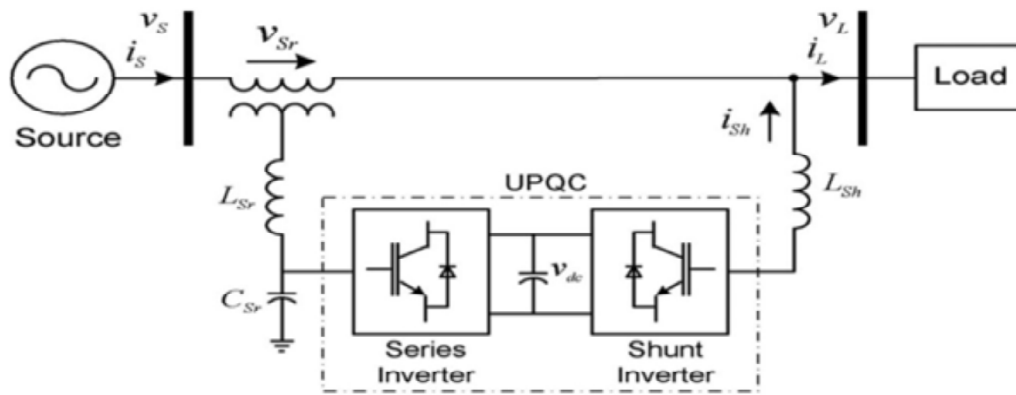 v_S
i_S
v_Sr
v_L
i_L
Load
Source
i_Sh
L_Sr
UPQC
L_Sh
v_dc
C_Sr
Series
Inverter
Shunt
Inverter